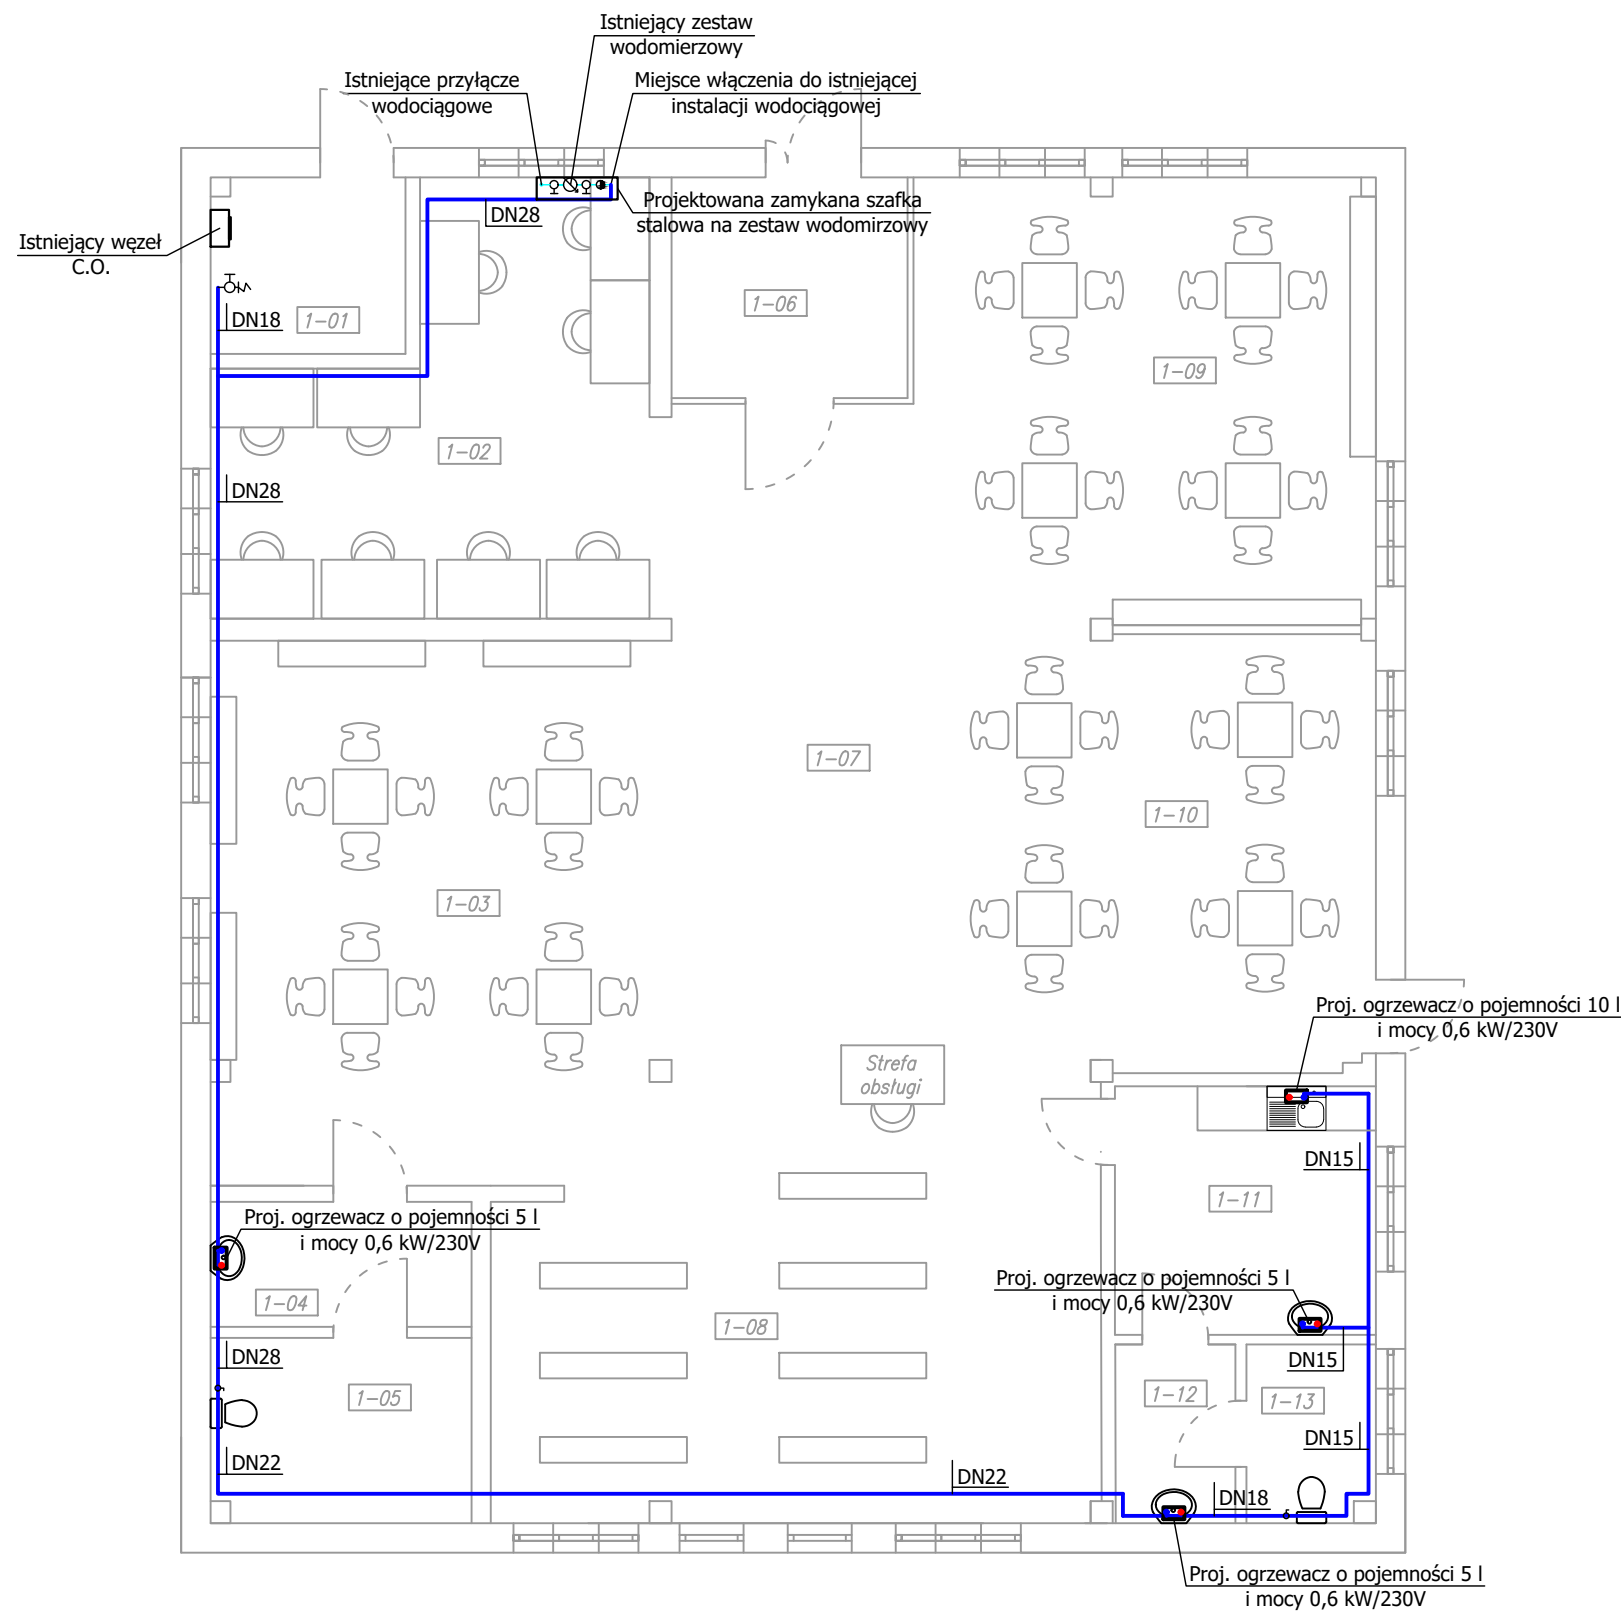 Istniejący zestaw
wodomierzowy
Istniejące przyłącze
wodociągowe
Miejsce włączenia do istniejącej
instalacji wodociągowej
DN28
Projektowana zamykana szafka
stalowa na zestaw wodomirzowy
Istniejący węzeł
C.O.
DN18
1-01
1-06
1-09
1-02
DN28
1-07
1-10
1-03
Proj. ogrzewacz o pojemności 10 l
i mocy 0,6 kW/230V
Strefa
obsługi
DN15
1-11
Proj. ogrzewacz o pojemności 5 l
i mocy 0,6 kW/230V
Proj. ogrzewacz o pojemności 5 l
i mocy 0,6 kW/230V
1-04
1-08
DN28
DN15
1-05
1-12
1-13
DN15
DN22
DN22
DN18
Proj. ogrzewacz o pojemności 5 l
i mocy 0,6 kW/230V